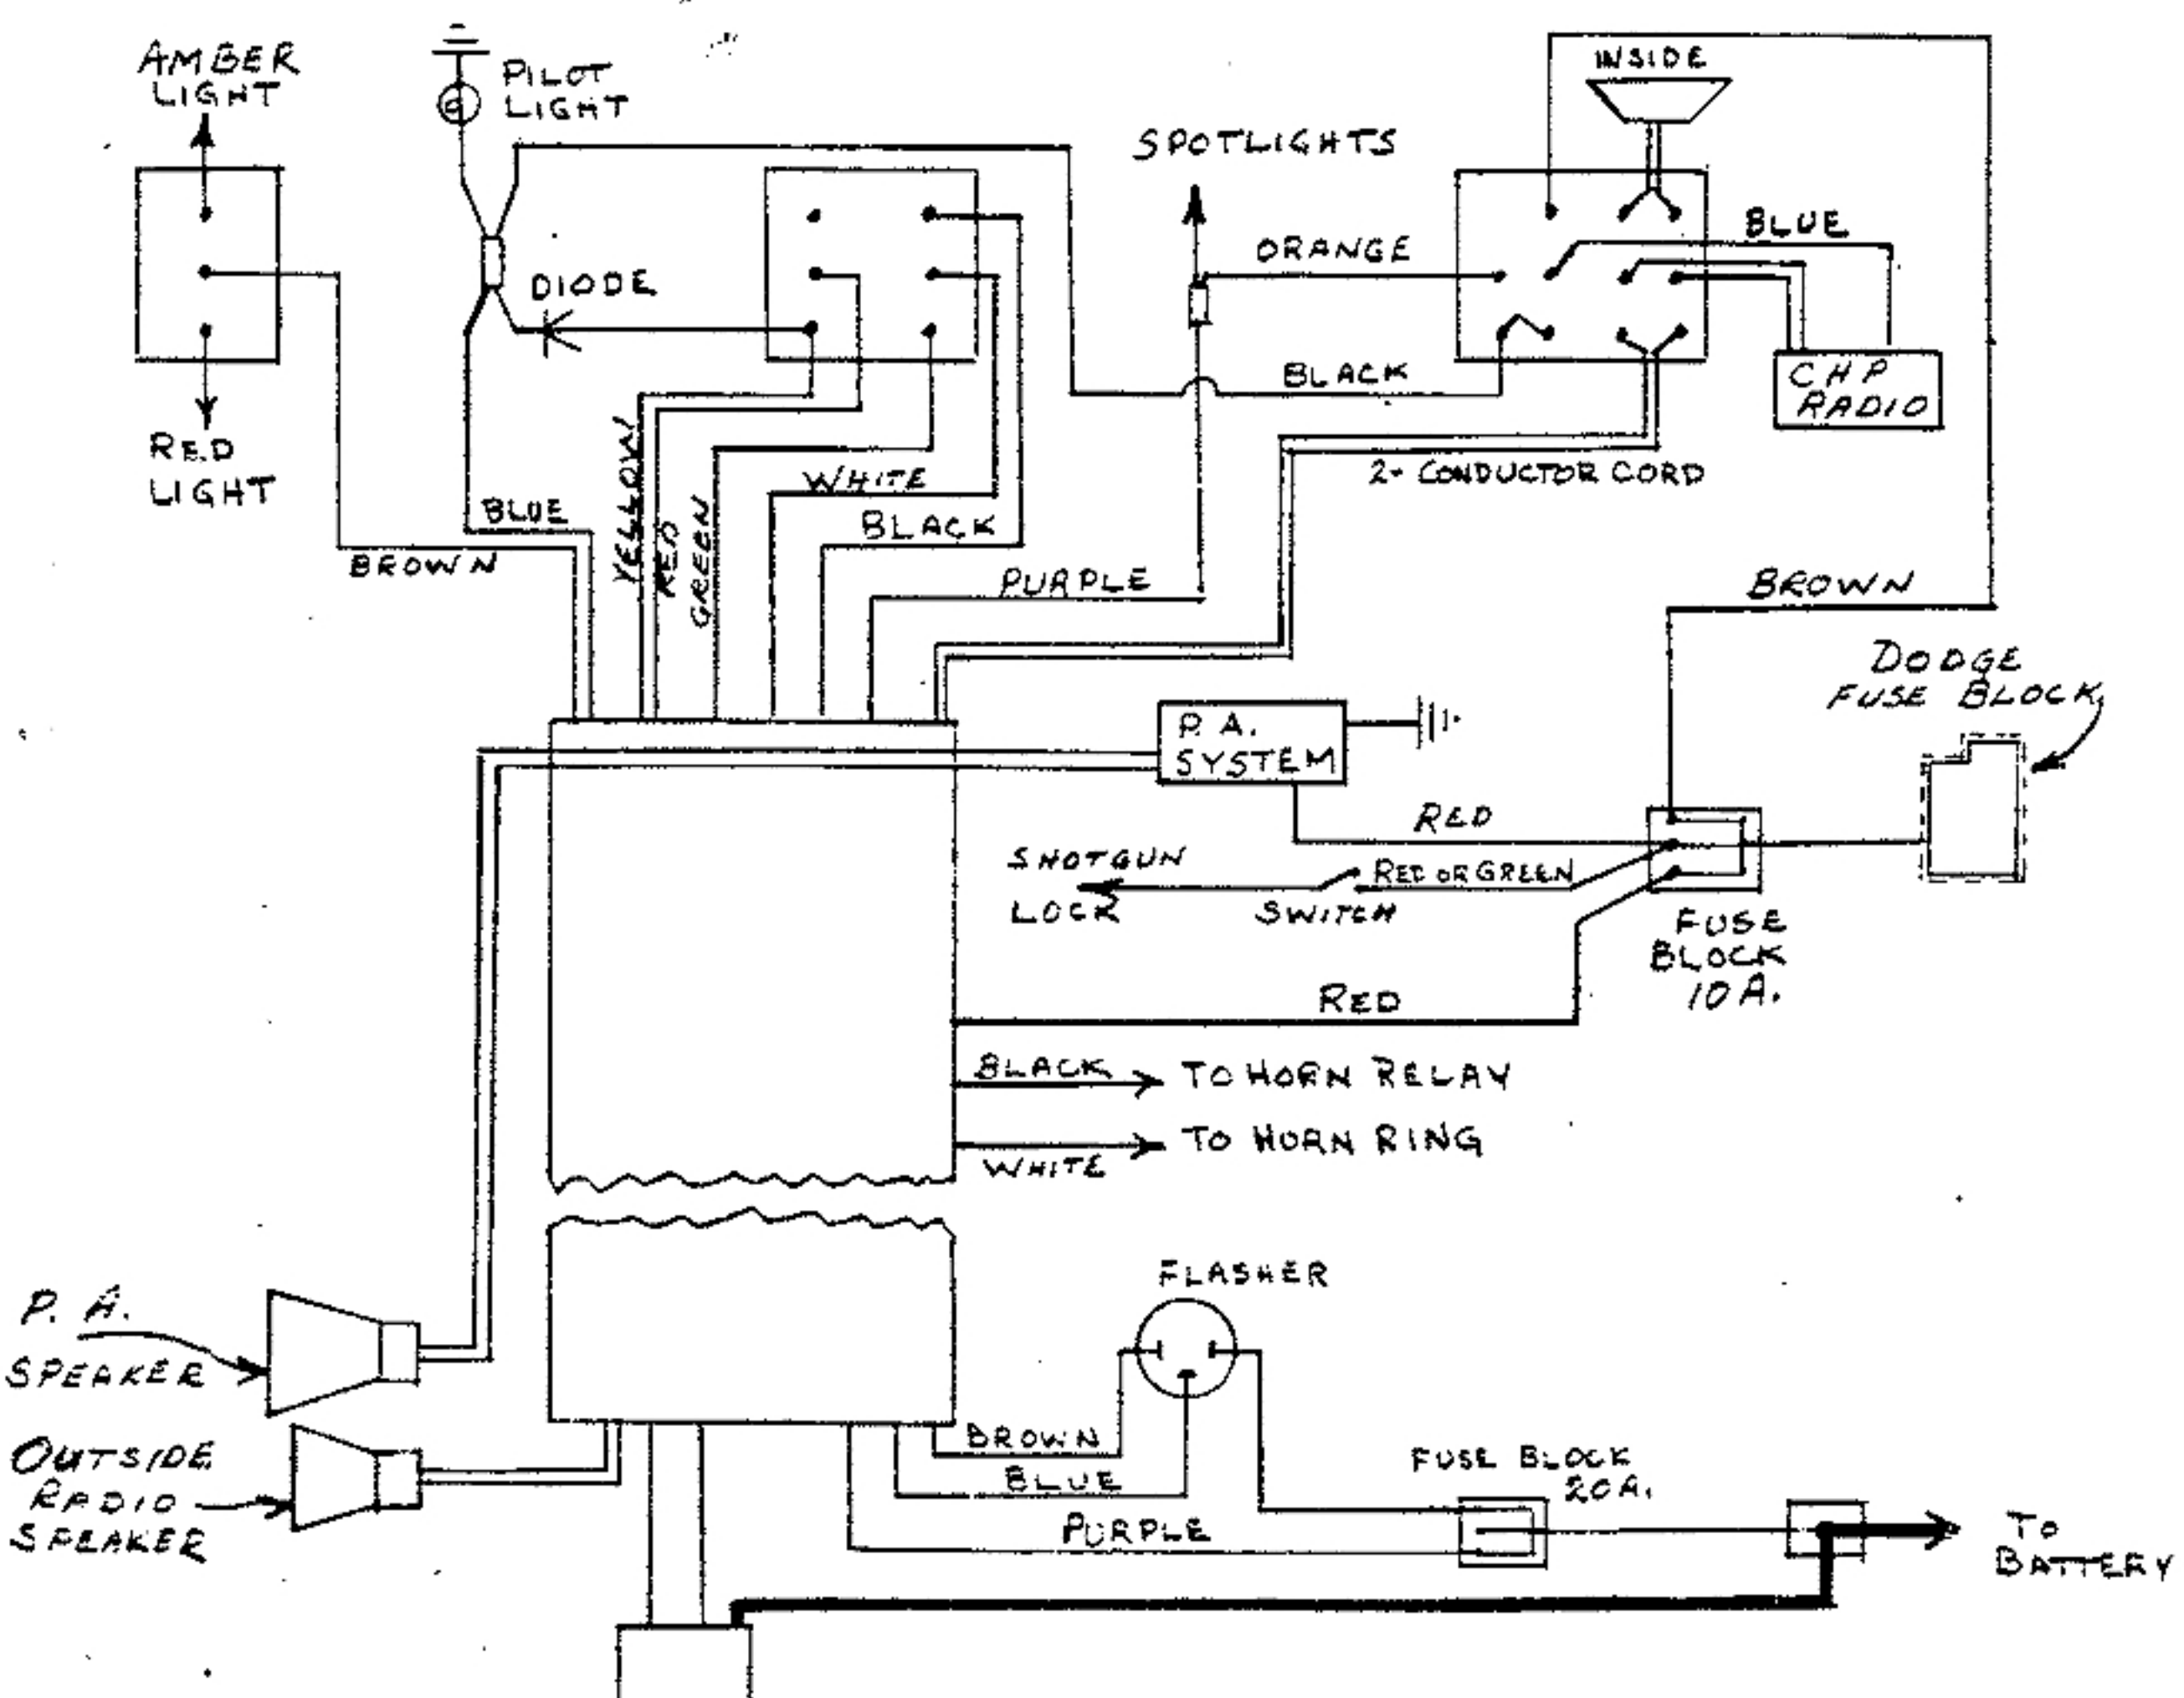 AMBER
LIGHT
PILOT
LIGHT
INSIDE
SPOTLIGHTS
BLUE
ORANGE
DIODE
BLACK
CHP
RADIO
RED
LIGHT
2-CONDUCTOR CORD
YELLOW
RED
GREEN
WHITE
BLUE
BLACK
BROWN
PURPLE
BROWN
DODGE
FUSE BLOCK
P.A.
SYSTEM
RED
SHOTGUN
LOCK
RED OR GREEN
SWITCH
FUSE
BLOCK
10A.
RED
BLACK
TO HORN RELAY
TO HORN RING
WHITE
FLASHER
P.A.
SPEAKER
BROWN
BLUE
FUSE BLOCK
20A.
OUTSIDE
RADIO
SPEAKER
PURPLE
TO
BATTERY